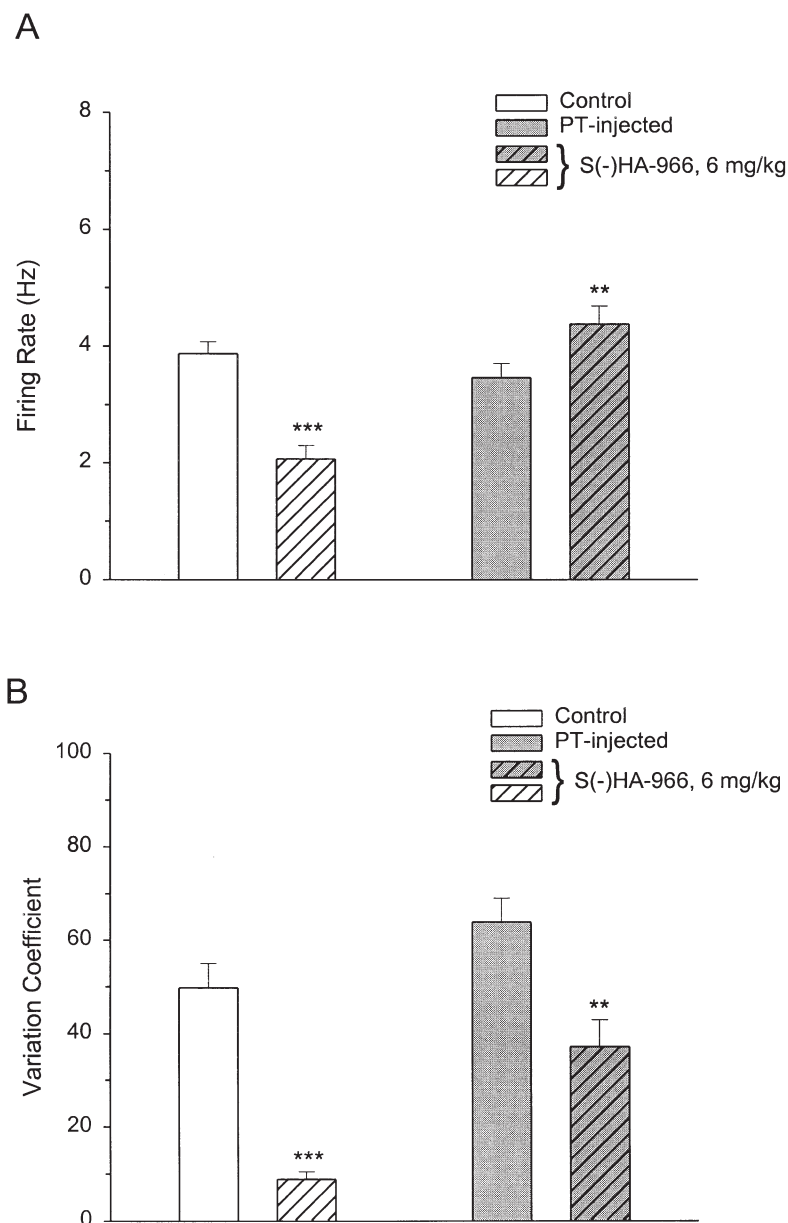 A
Control
PT-injected
} S(-)HA-966, 6 mg/kg
8
6
4
2
0
Firing Rate (Hz)
***
**
B
Control
PT-injected
} S(-)HA-966, 6 mg/kg
100
80
60
40
20
0
Variation Coefficient
***
**